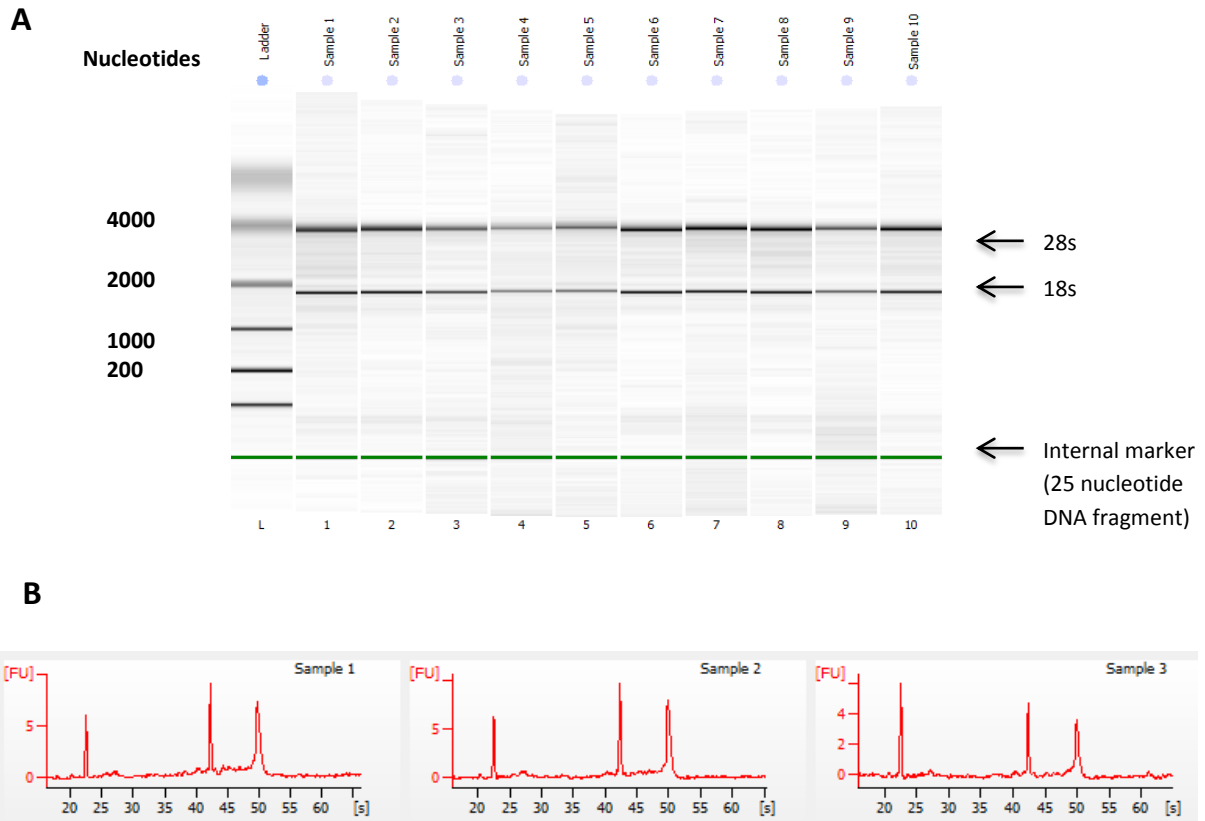 A
Nucleotides
Ladder
Sample 1
Sample 2
Sample 3
Sample 4
Sample 5
Sample 6
Sample 7
Sample 8
Sample 9
Sample 10
4000
2000
1000
200
28s
18s
Internal marker
(25 nucleotide
DNA fragment)
L 1 2 3 4 5 6 7 8 9 10
B
[FU] Sample 1
5
0
20 25 30 35 40 45 50 55 60 [s]
[FU] Sample 2
5
0
20 25 30 35 40 45 50 55 60 [s]
[FU] Sample 3
4
2
0
20 25 30 35 40 45 50 55 60 [s]